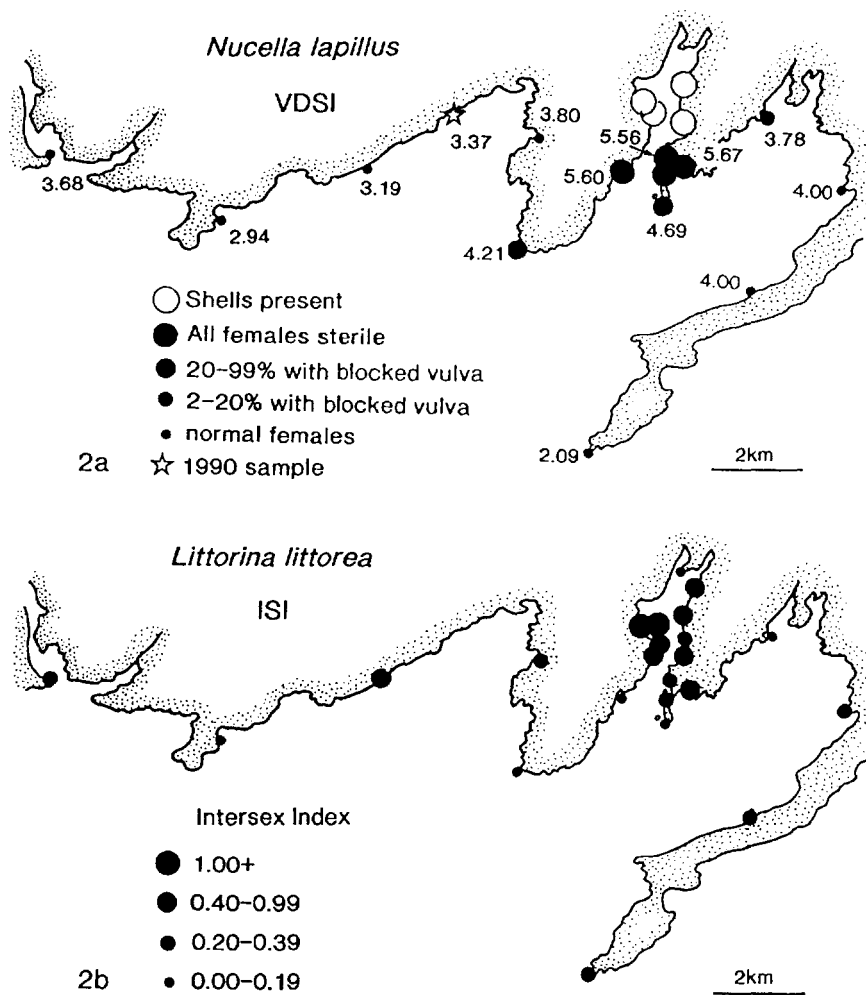 Nucella lapillus
VDSI
3.68
2.94
3.19
3.37
3.80
4.21
5.60
5.56
5.67
4.69
3.78
4.00
4.00
2.09
Shells present
All females sterile
20-99% with blocked vulva
2-20% with blocked vulva
normal females
1990 sample
2a
2km
Littorina littorea
ISI
Intersex Index
1.00+
0.40-0.99
0.20-0.39
0.00-0.19
2b
2km